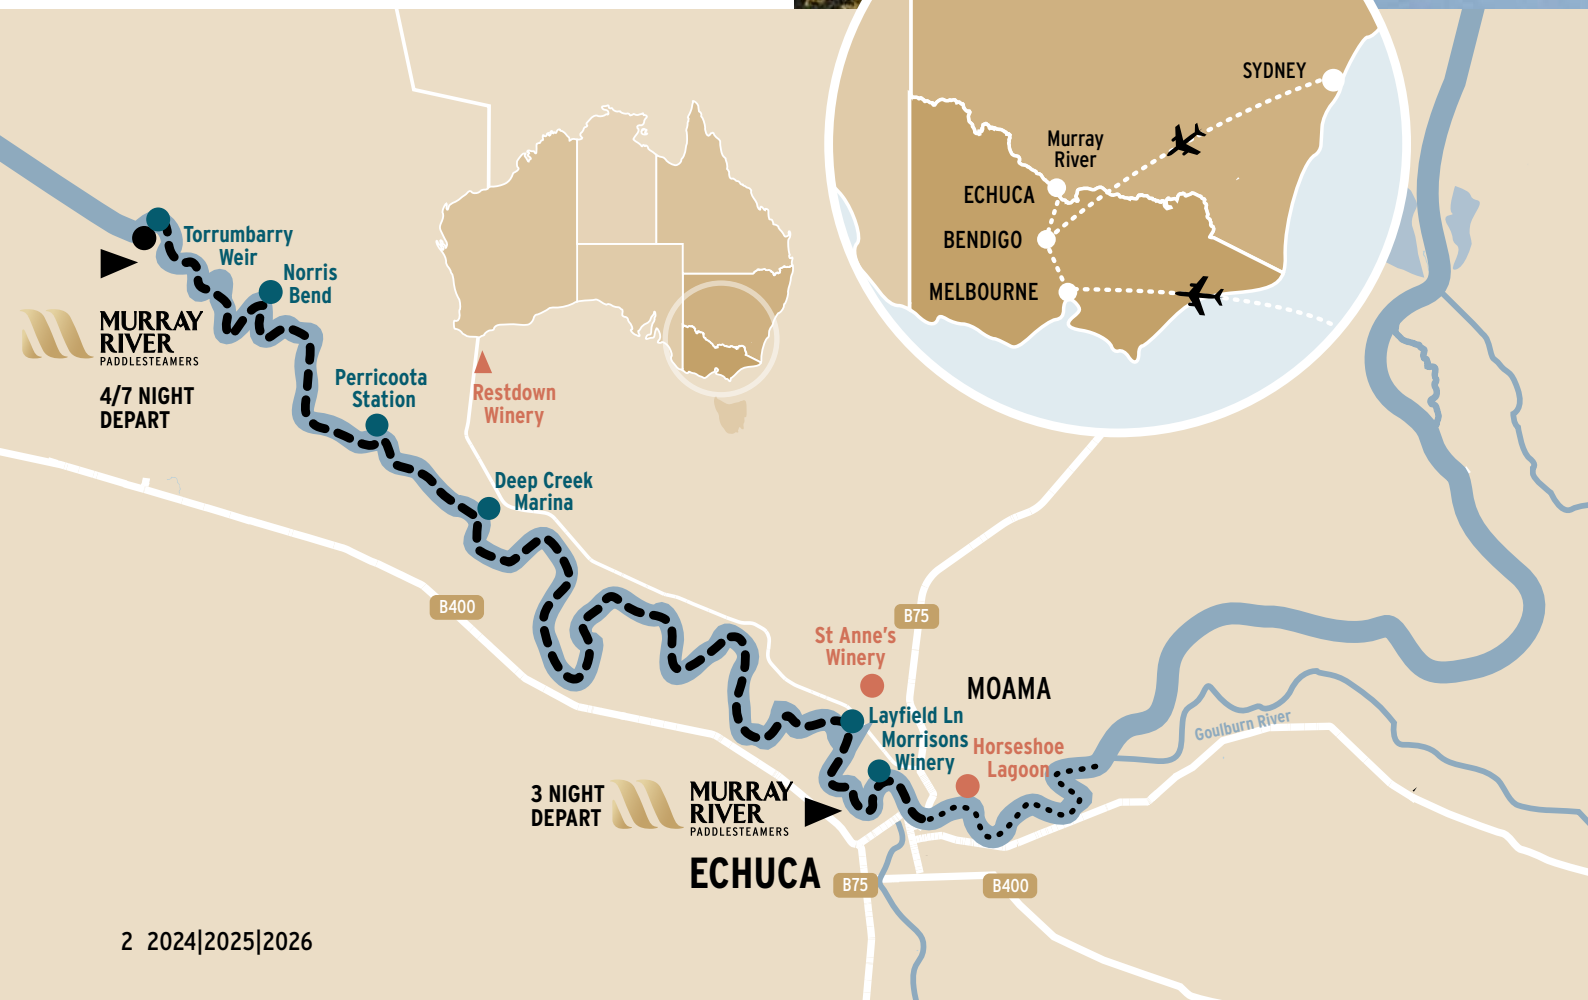 SYDNEY
Murray
River
ECHUCA
BENDIGO
MELBOURNE
Torrumbarry
Weir
Norris
Bend
MURRAY
RIVER
PADDLESTEAMERS
4/7 NIGHT
DEPART
Perricoota
Station
Restdown
Winery
Deep Creek
Marina
B400
B75
St Anne's
Winery
MOAMA
Layfield Ln
Morrisons
Winery
Horseshoe
Lagoon
Goulburn River
3 NIGHT
DEPART
MURRAY
RIVER
PADDLESTEAMERS
ECHUCA
B75
B400
2 2024|2025|2026